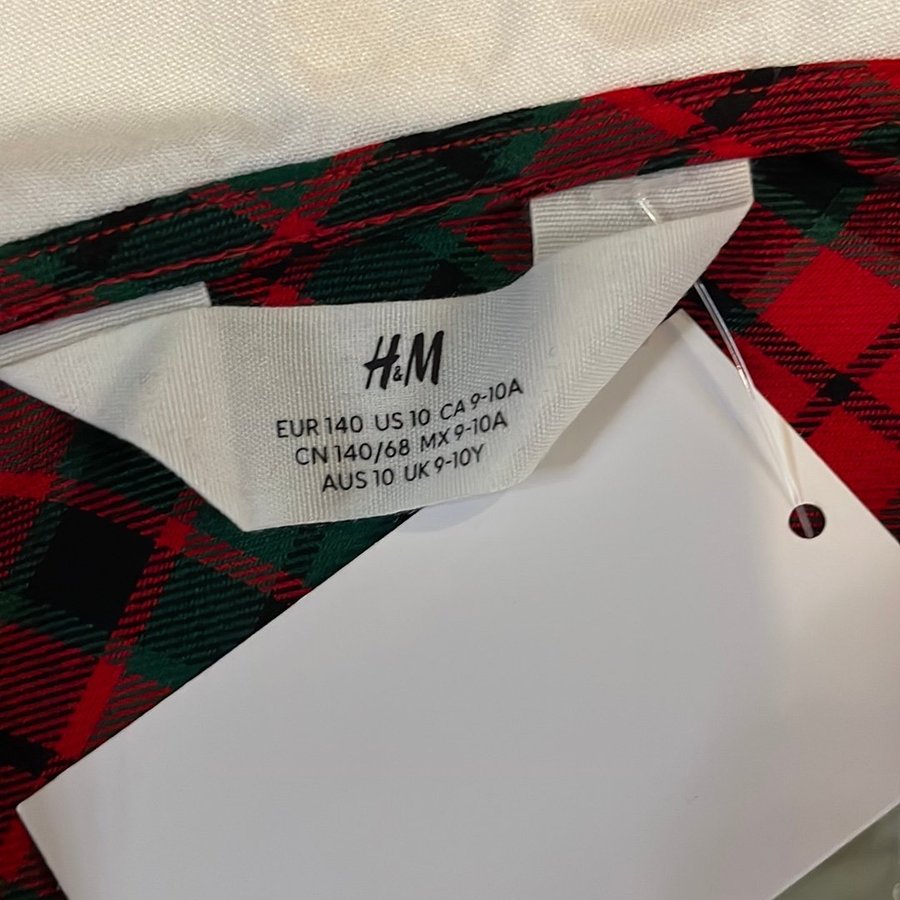 H&M
EUR 140 US 10 CA 9-10A
CN 140/68 MX 9-10A
AUS 10 UK 9-10Y